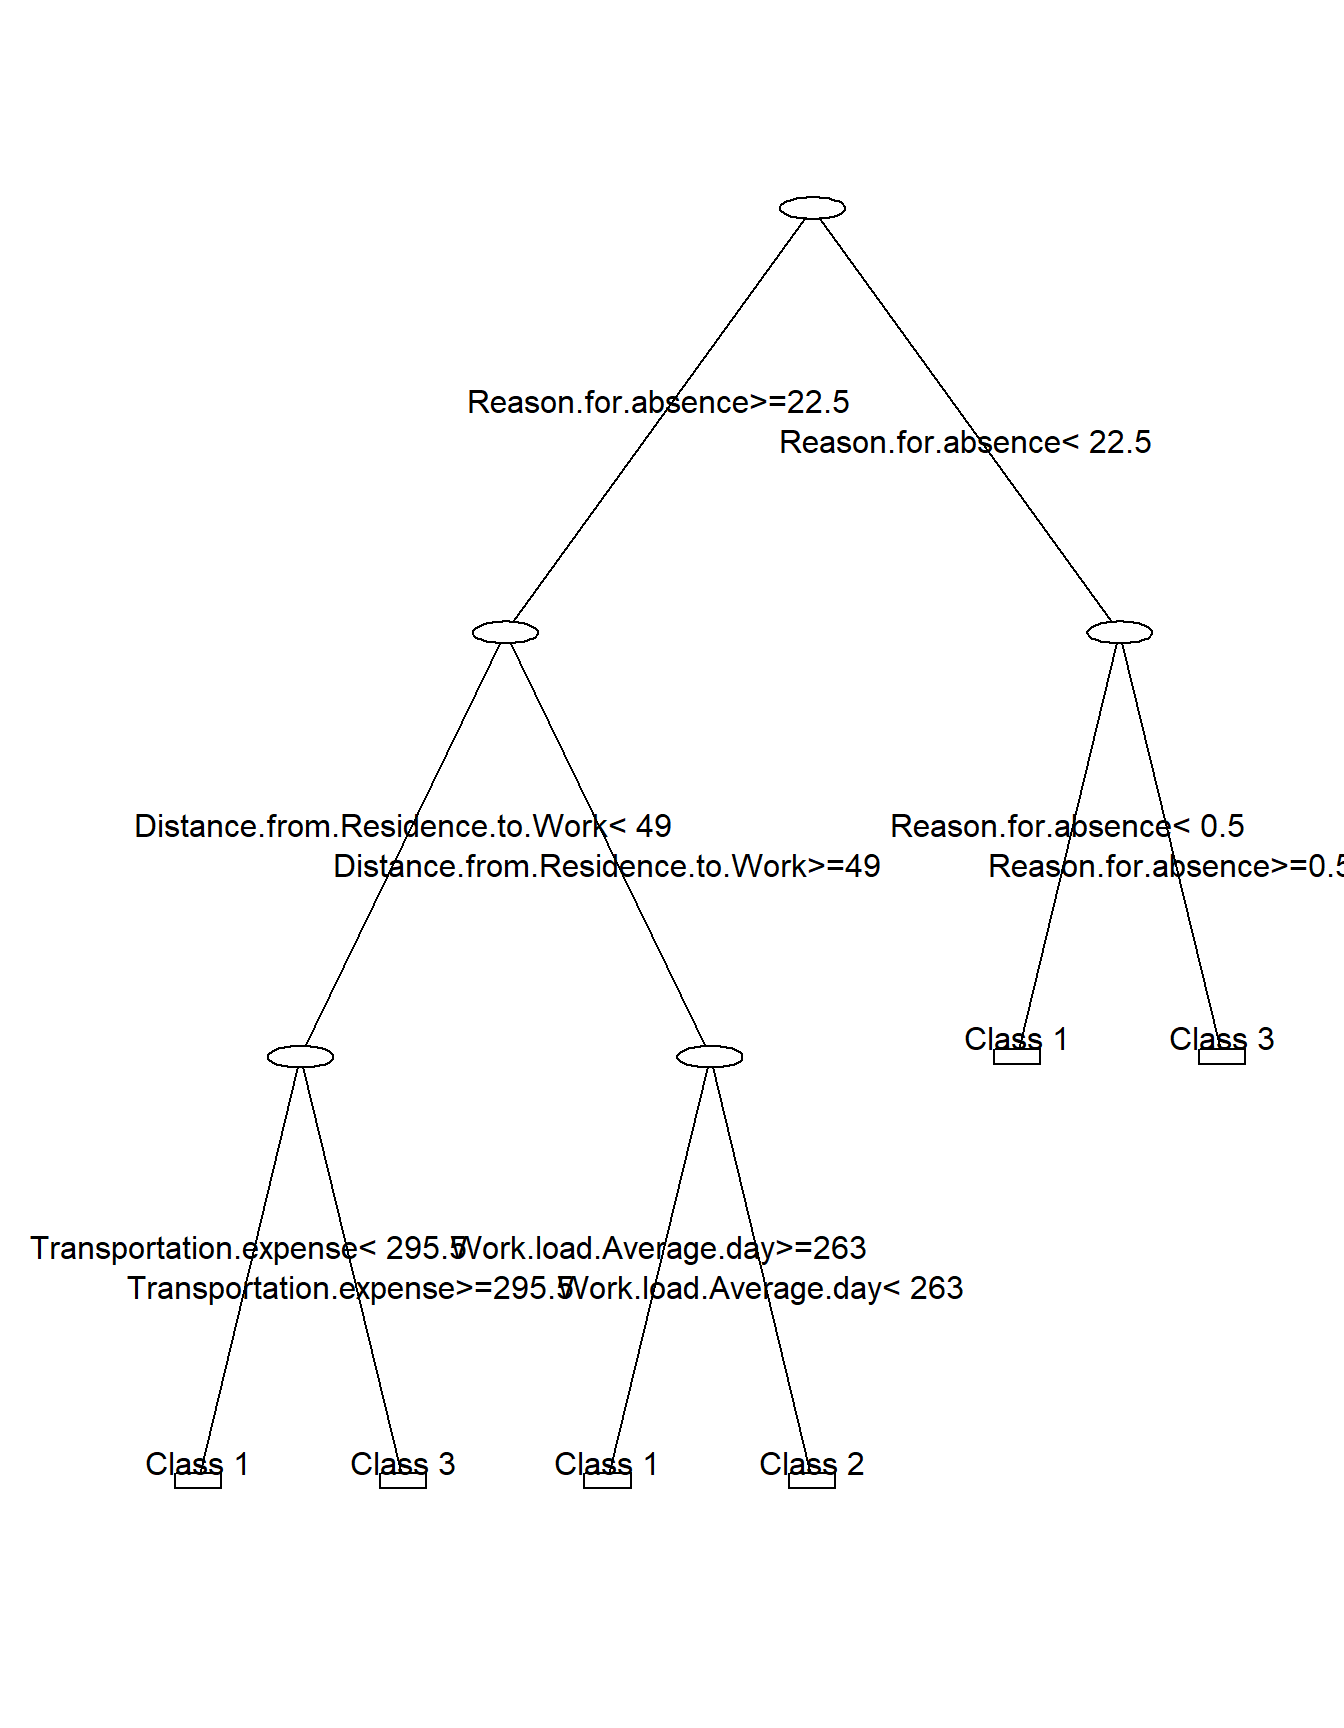 Reason.for.absence>=22.5
Reason.for.absence< 22.5
Distance.from.Residence.to.Work< 49
Reason.for.absence< 0.5
Distance.from.Residence.to.Work>=49
Reason.for.absence>=0.5
Class 1
Class 3
Transportation.expense< 295.5
Work.load.Average.day>=263
Transportation.expense>=295.5
Work.load.Average.day< 263
Class 1
Class 3
Class 1
Class 2